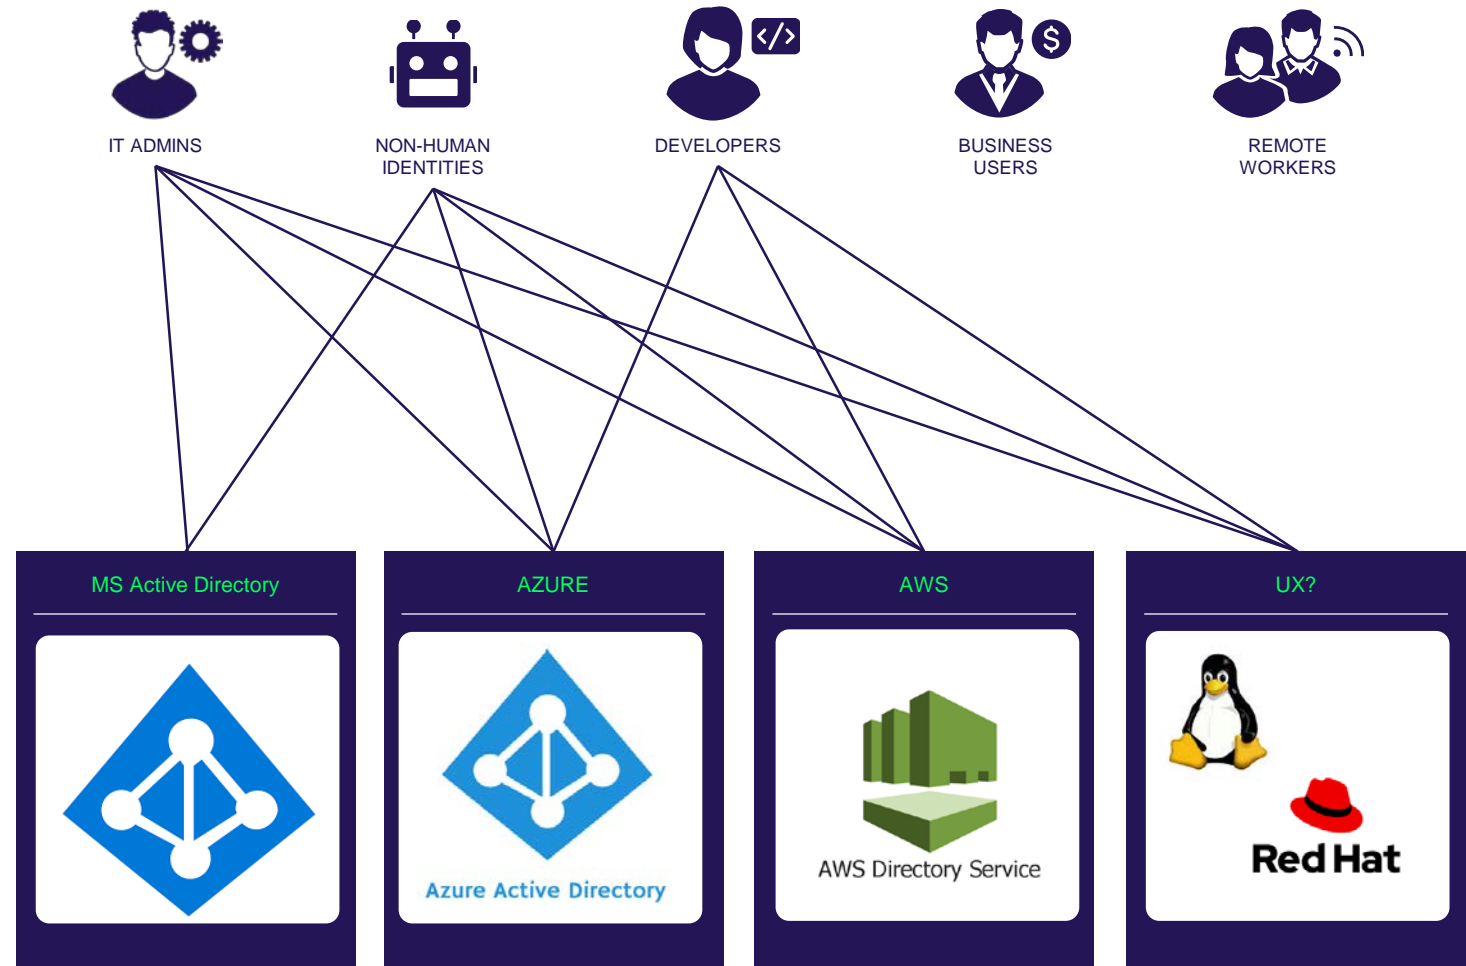 </>
$
IT ADMINS
NON-HUMAN
IDENTITIES
DEVELOPERS
BUSINESS
USERS
REMOTE
WORKERS
MS Active Directory
AZURE
AWS
UX?
Azure Active Directory
AWS Directory Service
Red Hat